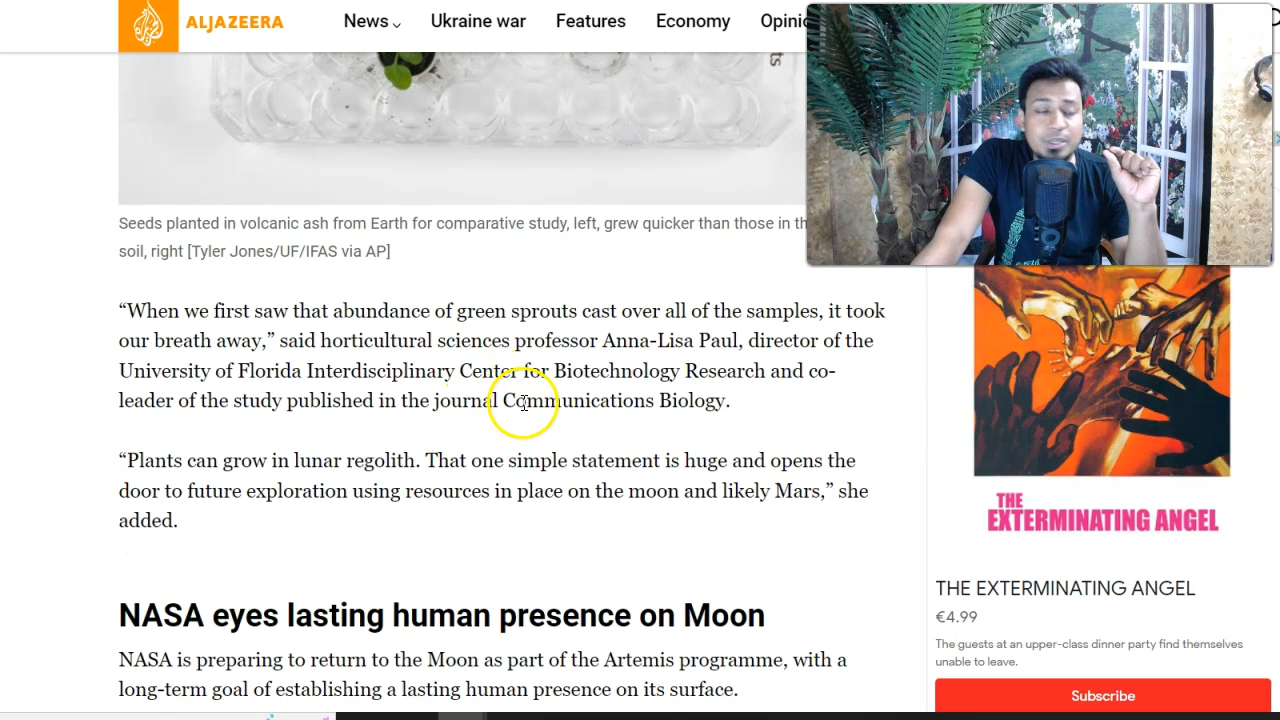 ALJAZEERA
News Ukraine war Features Economy
Seeds planted in volcanic ash from Earth for comparative study, left, grew quicker than those in
soil, right [Tyler Jones/UF/IFAS via AP]
“When we first saw that abundance of green sprouts cast over all of the samples, it took
our breath away,” said horticultural sciences professor Anna-Lisa Paul, director of the
University of Florida Interdisciplinary Center for Biotechnology Research and co-
leader of the study published in the journal Communications Biology.
“Plants can grow in lunar regolith. That one simple statement is huge and opens the
door to future exploration using resources in place on the moon and likely Mars,” she
added.
NASA eyes lasting human presence on Moon
NASA is preparing to return to the Moon as part of the Artemis programme, with a
long-term goal of establishing a lasting human presence on its surface.
THE
EXTERMINATING ANGEL
THE EXTERMINATING ANGEL
€4.99
The guests at an upper-class dinner party find themselves
unable to leave.
Subscribe